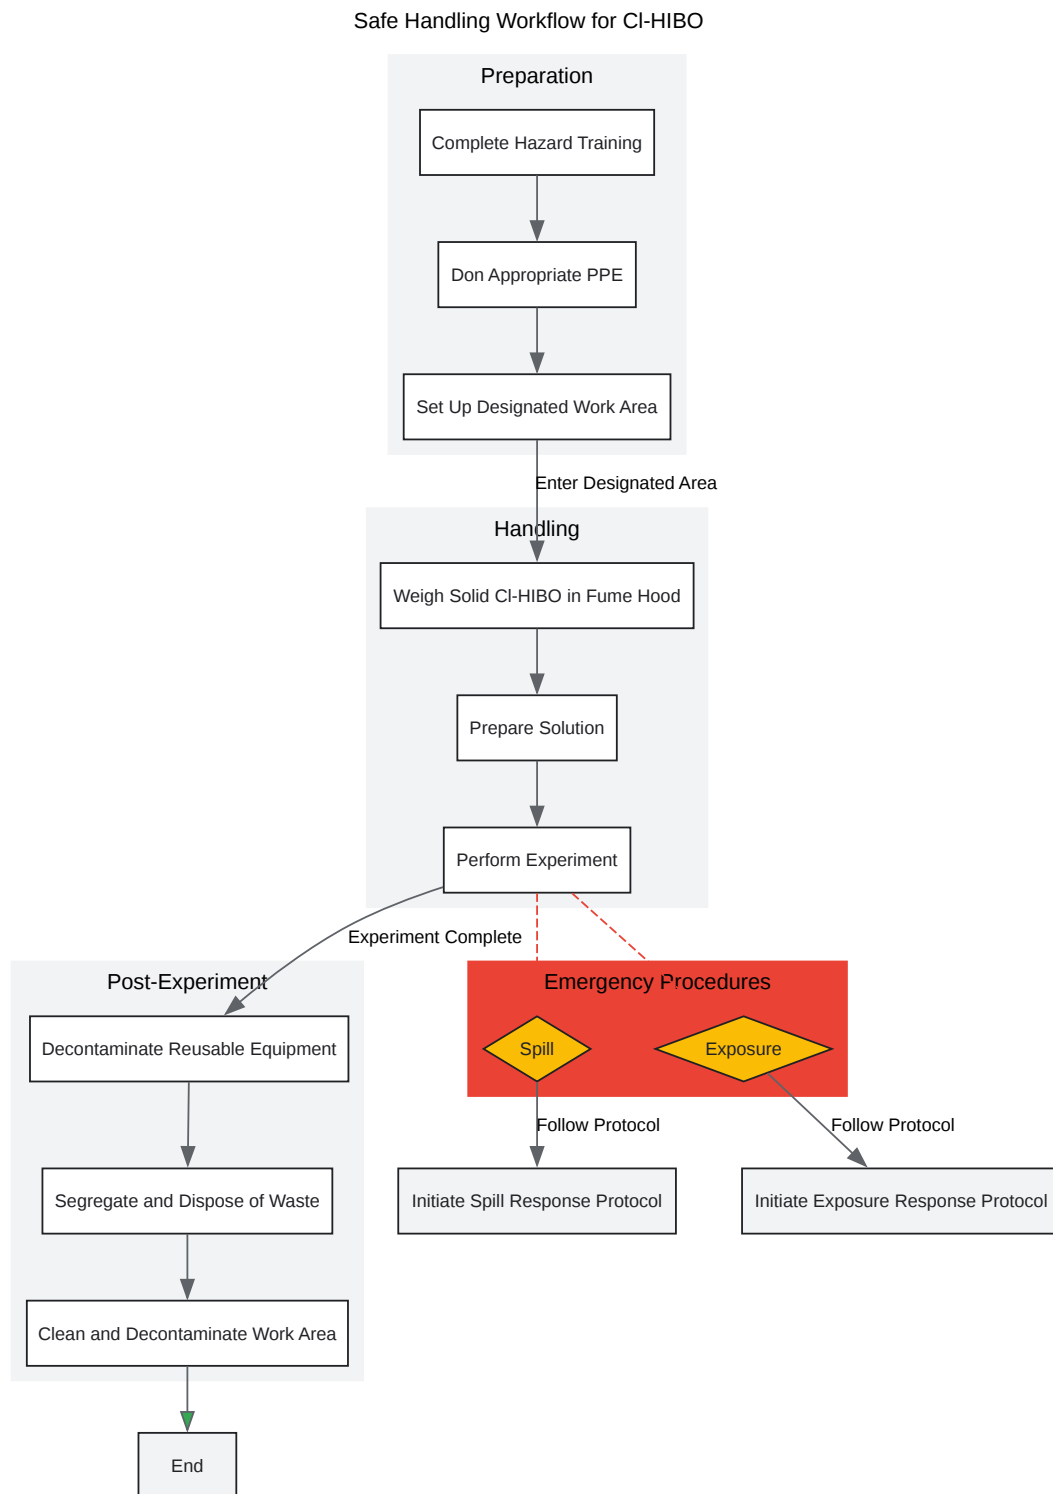 Safe Handling Workflow for Cl-HIBO
Preparation
Complete Hazard Training
Don Appropriate PPE
Set Up Designated Work Area
Enter Designated Area
Handling
Weigh Solid Cl-HIBO in Fume Hood
Prepare Solution
Perform Experiment
Experiment Complete
Post-Experiment
Decontaminate Reusable Equipment
Segregate and Dispose of Waste
Clean and Decontaminate Work Area
End
Emergency Procedures
Spill
Exposure
Follow Protocol
Follow Protocol
Initiate Spill Response Protocol
Initiate Exposure Response Protocol